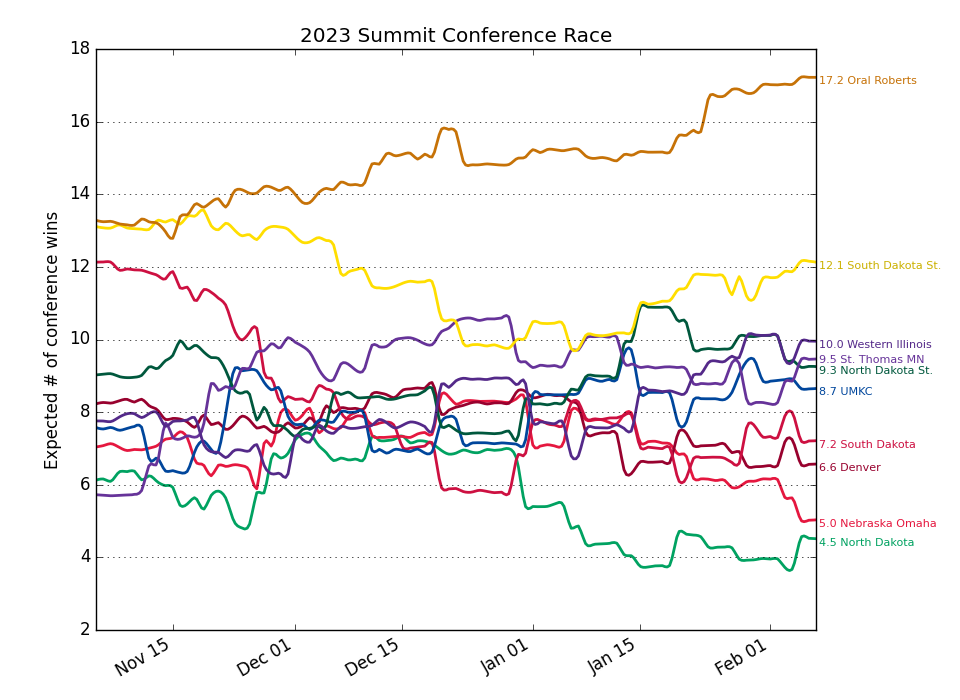 2023 Summit Conference Race
Expected # of conference wins
18
16
14
12
10
8
6
4
2
Nov 15
Dec 01
Dec 15
Jan 01
Jan 15
Feb 01
17.2 Oral Roberts
12.1 South Dakota St.
10.0 Western Illinois
9.5 St. Thomas MN
9.3 North Dakota St.
8.7 UMKC
7.2 South Dakota
6.6 Denver
5.0 Nebraska Omaha
4.5 North Dakota